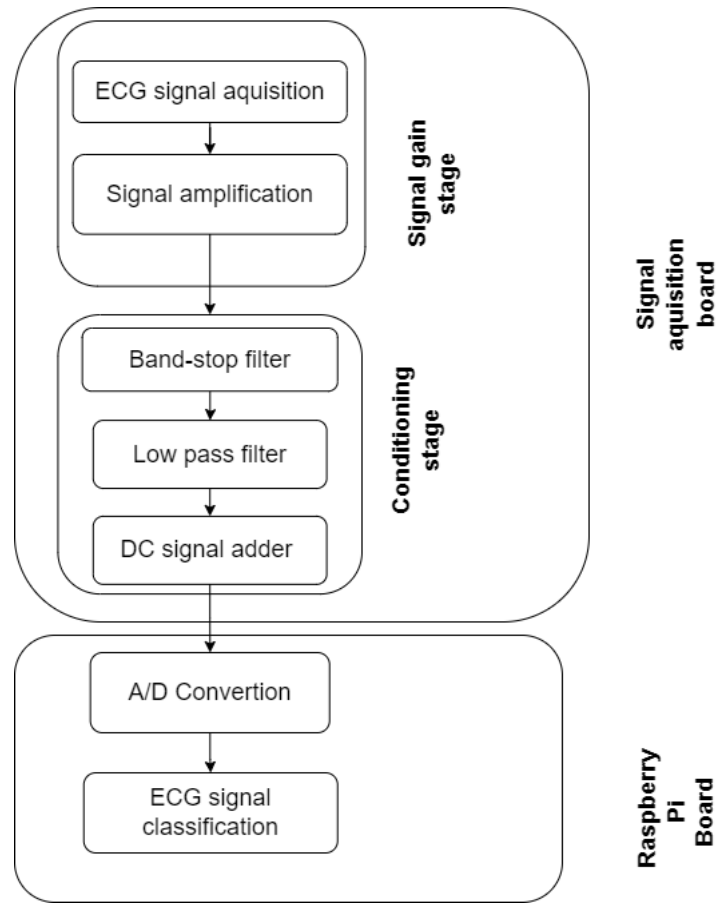 ECG signal aquisition
Signal amplification
Signal gain
stage
Band-stop filter
Low pass filter
DC signal adder
Conditioning
stage
Signal
aquisition
board
A/D Convertion
ECG signal
classification
Raspberry
Pi
Board